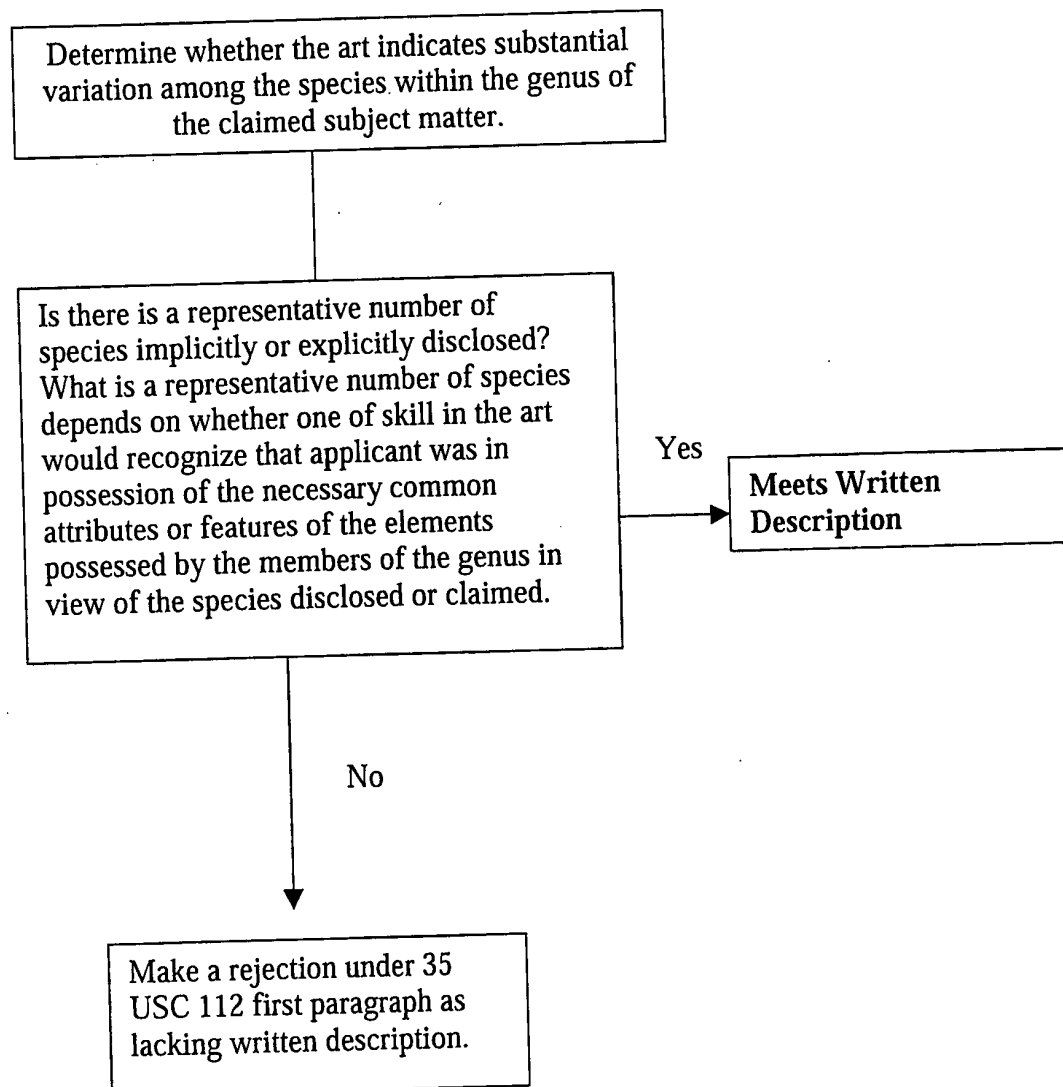 Determine whether the art indicates substantial
variation among the species within the genus of
the claimed subject matter.
Is there is a representative number of
species implicitly or explicitly disclosed?
What is a representative number of species
depends on whether one of skill in the art
would recognize that applicant was in
possession of the necessary common
attributes or features of the elements
possessed by the members of the genus in
view of the species disclosed or claimed.
Yes
Meets Written
Description
No
Make a rejection under 35
USC 112 first paragraph as
lacking written description.